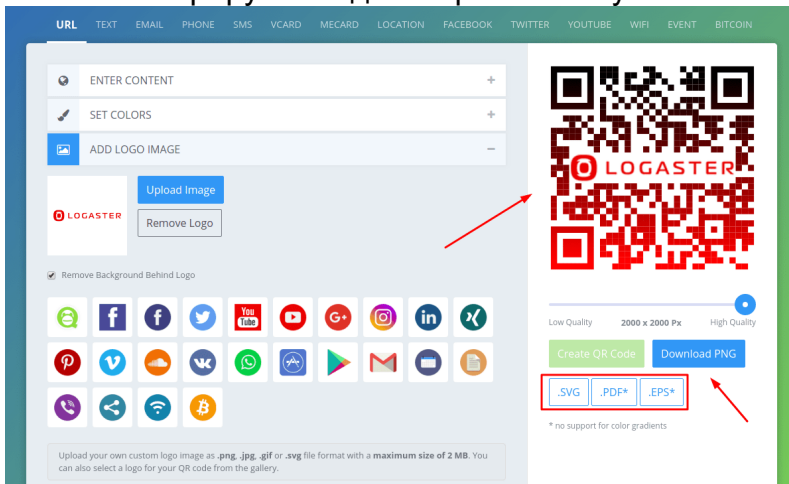 URL TEXT EMAIL PHONE SMS VCARD MECARD LOCATION FACEBOOK TWITTER YOUTUBE WIFI EVENT BITCOIN
ENTER CONTENT
SET COLORS
ADD LOGO IMAGE
LOGASTER
Upload Image
Remove Logo
Remove Background Behind Logo
You
Tube
G+
Upload your own custom logo image as .png, .jpg, .gif or .svg file format with a maximum size of 2 MB. You
can also select a logo for your QR code from the gallery.
LOGASTER
Low Quality 2000 x 2000 Px High Quality
Create QR Code Download PNG
.SVG .PDF* .EPS*
* no support for color gradients